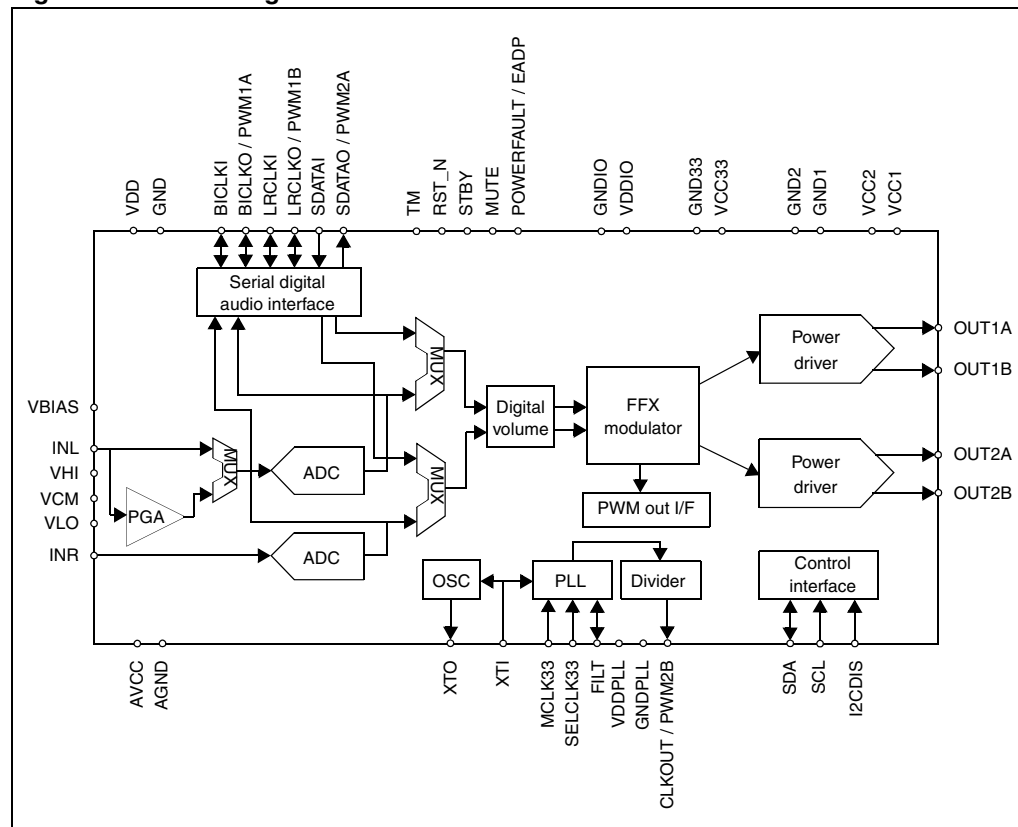 VDD
GND
BICLKI
BICLKO / PWM1A
LRCLKI
LRCLKO / PWM1B
SDATAI
SDATAO / PWM2A
TM
RST_N
STBY
MUTE
POWERFAULT / EADP
GNDIO
VDDIO
GND33
VCC33
GND2
GND1
VCC2
VCC1
Serial digital
audio interface
MUX
Power
driver
OUT1A
OUT1B
VBIAS
INL
VHI
VCM
VLO
INR
MUX
PGA
ADC
ADC
MUX
Digital
volume
FFX
modulator
PWM out I/F
Power
driver
OUT2A
OUT2B
OSC
PLL
Divider
Control
interface
AVCC
AGND
XTO
XTI
MCLK33
SELCLK33
FILT
VDDPLL
GNDPLL
CLKOUT / PWM2B
SDA
SCL
I2CDIS